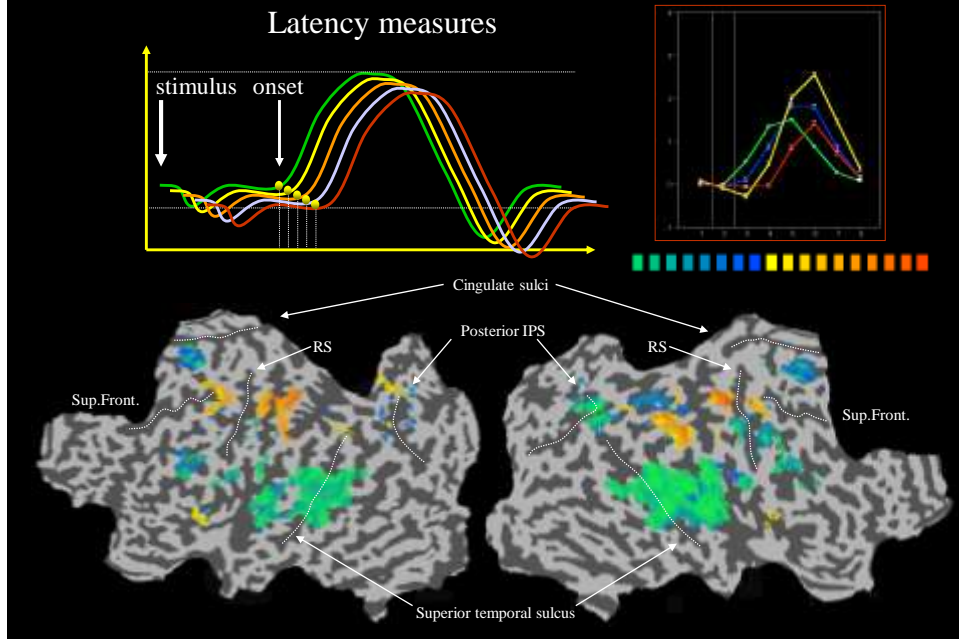 Latency measures
stimulus onset
Cingulate sulci
RS
Posterior IPS
RS
Sup.Front.
Sup.Front.
Superior temporal sulcus